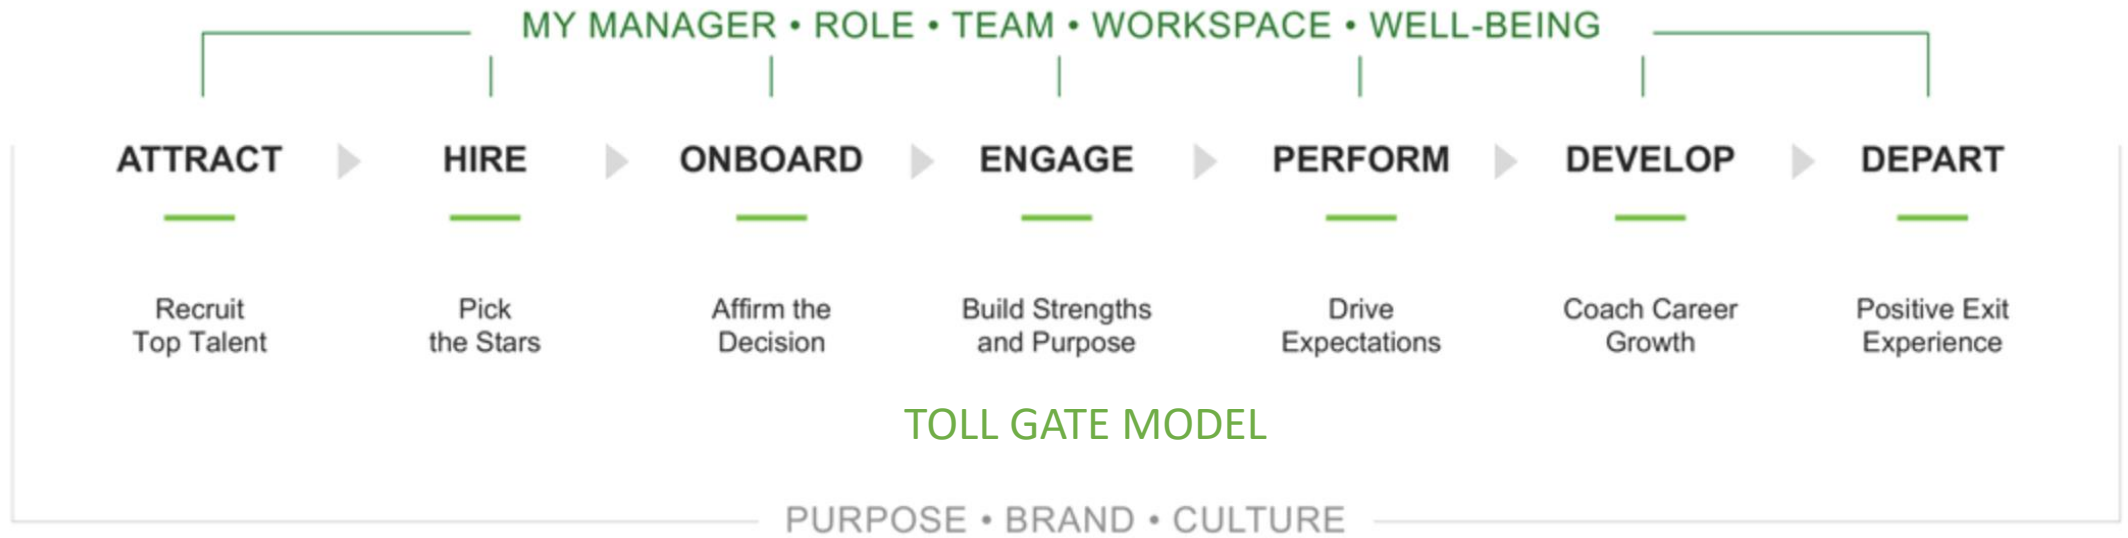 MY MANAGER • ROLE • TEAM • WORKSPACE • WELL-BEING
ATTRACT
HIRE
ONBOARD
ENGAGE
PERFORM
DEVELOP
DEPART
Recruit
Top Talent
Pick
the Stars
Affirm the
Decision
Build Strengths
and Purpose
Drive
Expectations
Coach Career
Growth
Positive Exit
Experience
TOLL GATE MODEL
PURPOSE • BRAND • CULTURE